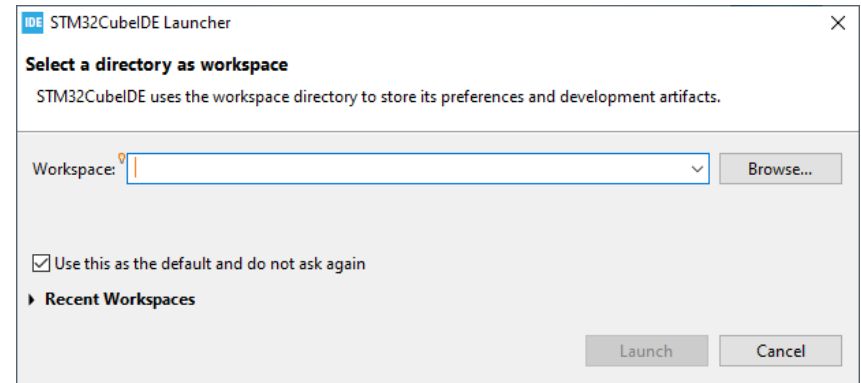 IDE STM32CubeIDE Launcher
Select a directory as workspace
STM32CubeIDE uses the workspace directory to store its preferences and development artifacts.
Workspace: Browse...
Use this as the default and do not ask again
Recent Workspaces
Launch Cancel